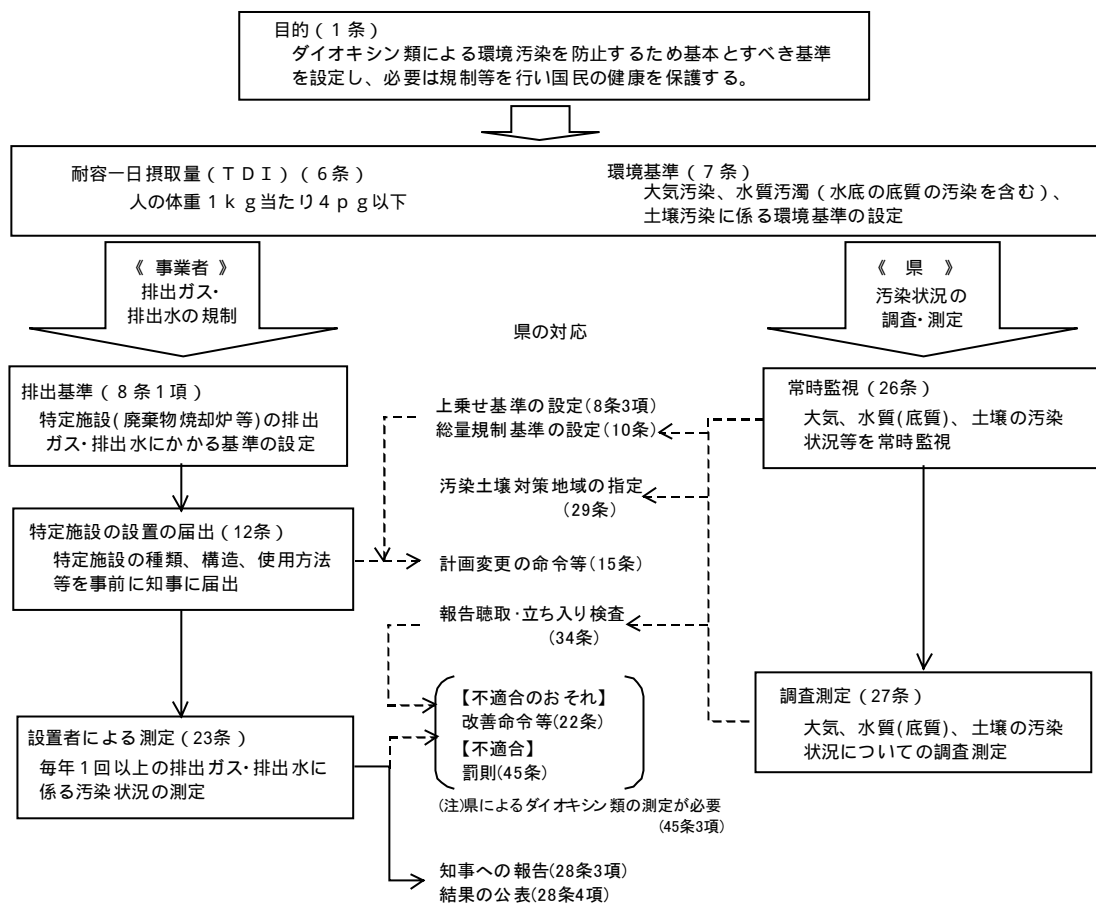 目的(1条)
ダイオキシン類による環境汚染を防止するため基本とすべき基準
を設定し、必要は規制等を行い国民の健康を保護する。
耐容一日摂取量(TDI)(6条)
人の体重1kg当たり4pg以下
環境基準(7条)
大気汚染、水質汚濁(水底の底質の汚染を含む)、
土壌汚染に係る環境基準の設定
《 事業者 》
排出ガス・
排出水の規制
《 県 》
汚染状況の
調査・測定
県の対応
排出基準(8条1項)
特定施設(廃棄物焼却炉等)の排出
ガス・排出水にかかる基準の設定
上乗せ基準の設定(8条3項)
総量規制基準の設定(10条)
常時監視(26条)
大気、水質(底質)、土壌の汚染
状況等を常時監視
汚染土壌対策地域の指定
(29条)
特定施設の設置の届出(12条)
特定施設の種類、構造、使用方法
等を事前に知事に届出
計画変更の命令等(15条)
報告聴取・立ち入り検査
(34条)
【不適合のおそれ】
改善命令等(22条)
【不適合】
罰則(45条)
(注)県によるダイオキシン類の測定が必要
(45条3項)
調査測定(27条)
大気、水質(底質)、土壌の汚染
状況についての調査測定
設置者による測定(23条)
毎年1回以上の排出ガス・排出水に
係る汚染状況の測定
知事への報告(28条3項)
結果の公表(28条4項)